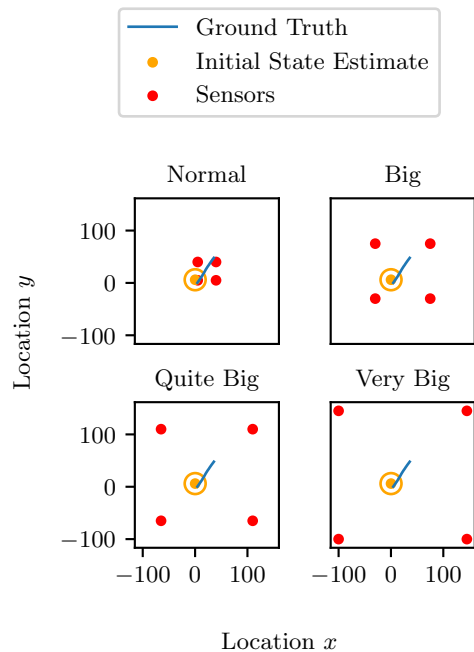 Ground Truth
Initial State Estimate
Sensors
Normal
Big
100
0
−100
Location y
Quite Big
Very Big
100
0
−100
−100 0 100
−100 0 100
Location x